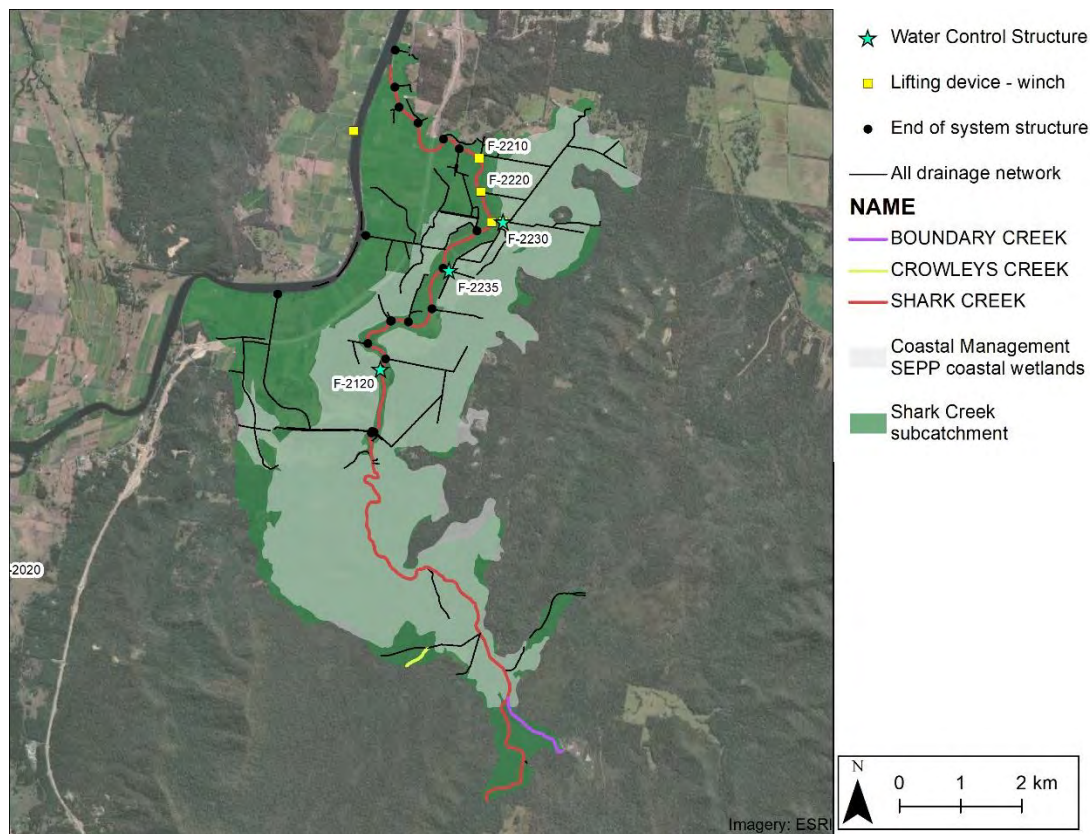 F-2210
F-2220
F-2230
F-2235
F-2120
-2020
Imagery: ESRI
Water Control Structure
Lifting device - winch
End of system structure
All drainage network
NAME
BOUNDARY CREEK
CROWLEYS CREEK
SHARK CREEK
Coastal Management
SEPP coastal wetlands
Shark Creek
subcatchment
N
0 1 2 km